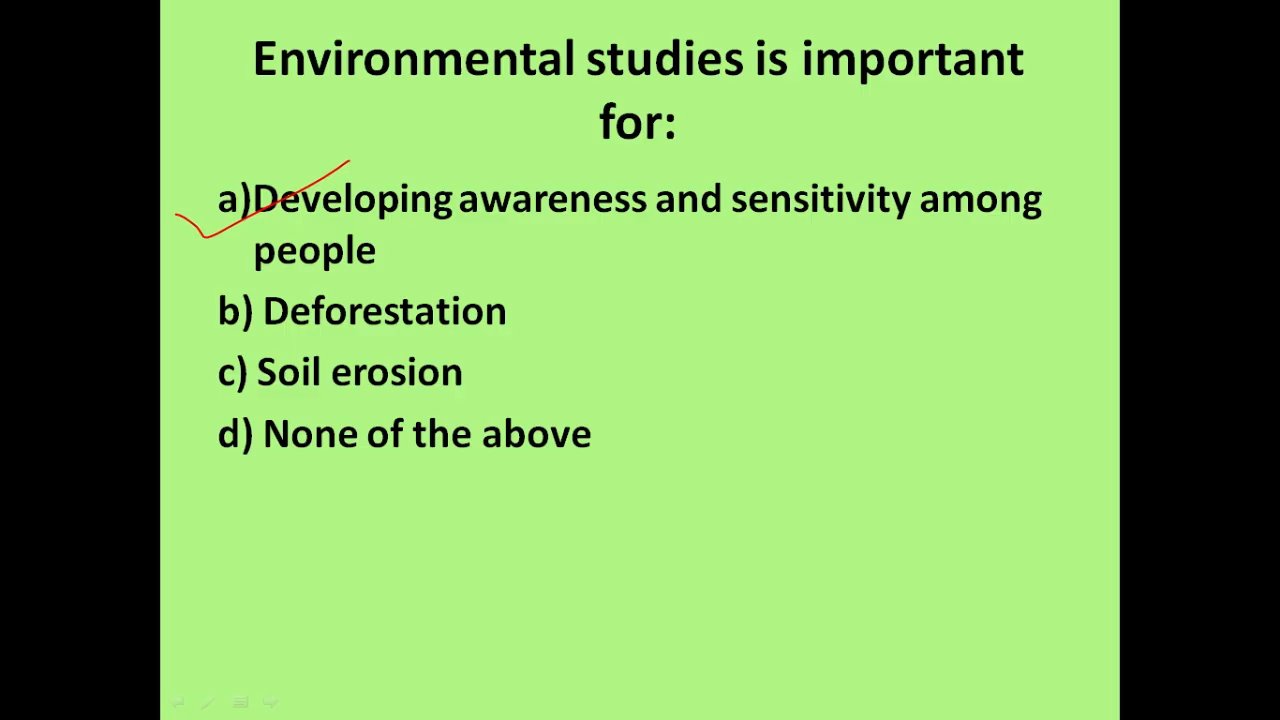 Environmental studies is important
for:
a)Developing awareness and sensitivity among
people
b) Deforestation
c) Soil erosion
d) None of the above